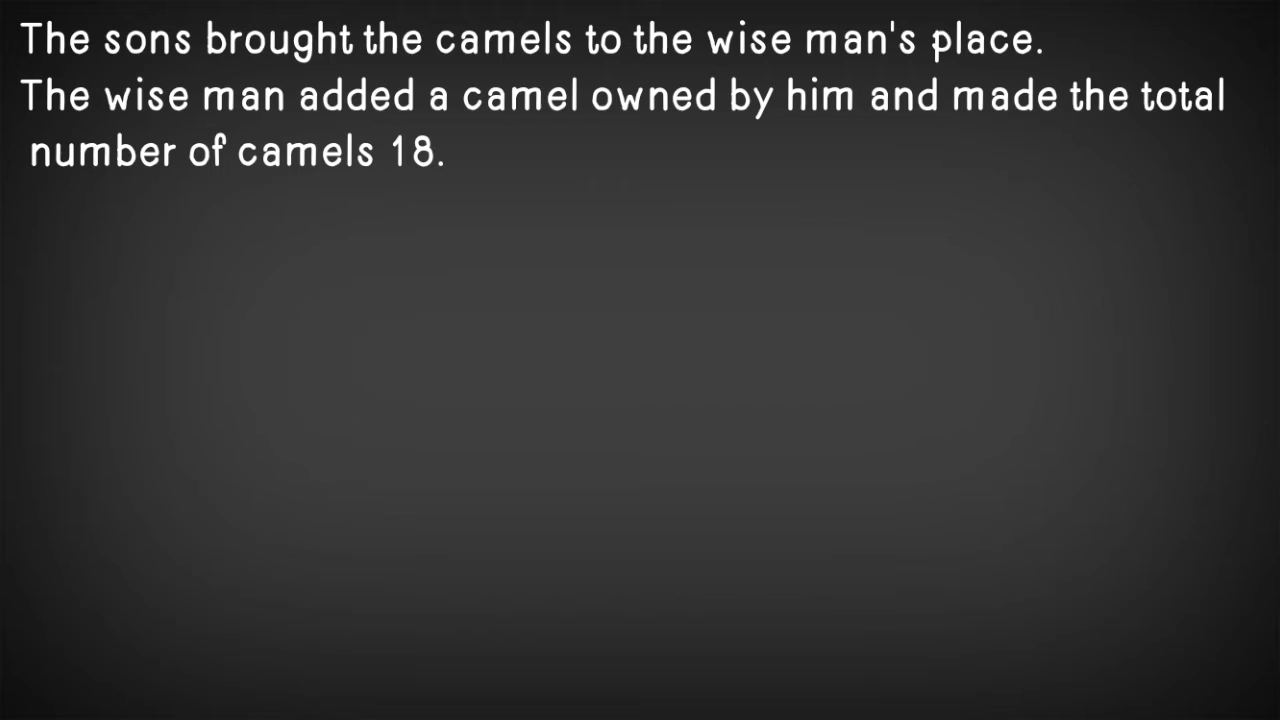 The sons brought the camels to the wise man's place.
The wise man added a camel owned by him and made the total
number of camels 18.